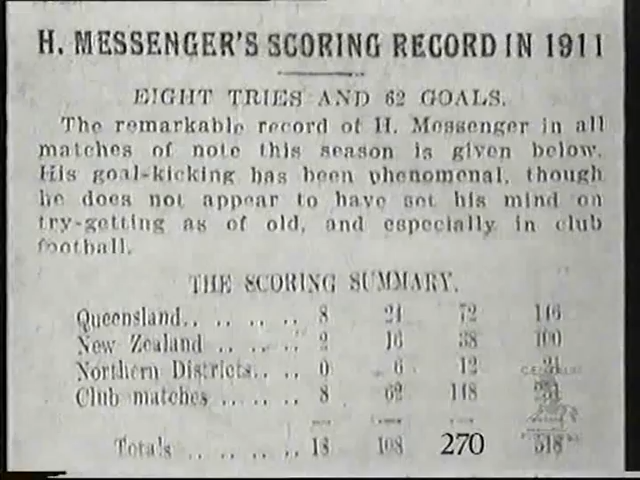 H. MESSENGER'S SCORING RECORD IN 1911
EIGHT TRIES AND 62 GOALS.
The remarkable record of H. Messenger in all
matches of note this season is given below.
His goal-kicking has been phenomenal, though
he does not appear to have set his mind on
try-getting as of old, and especially in club
football.
THE SCORING SUMMARY.
Queensland.. .. .. .. 8 24 72 146
New Zealand .. .. .. 2 16 38 100
Northern Districts.. .. 0 6 12
Club matches .. .. .. 8 62 148
Totals .. .. .. .. 18 108 270 518